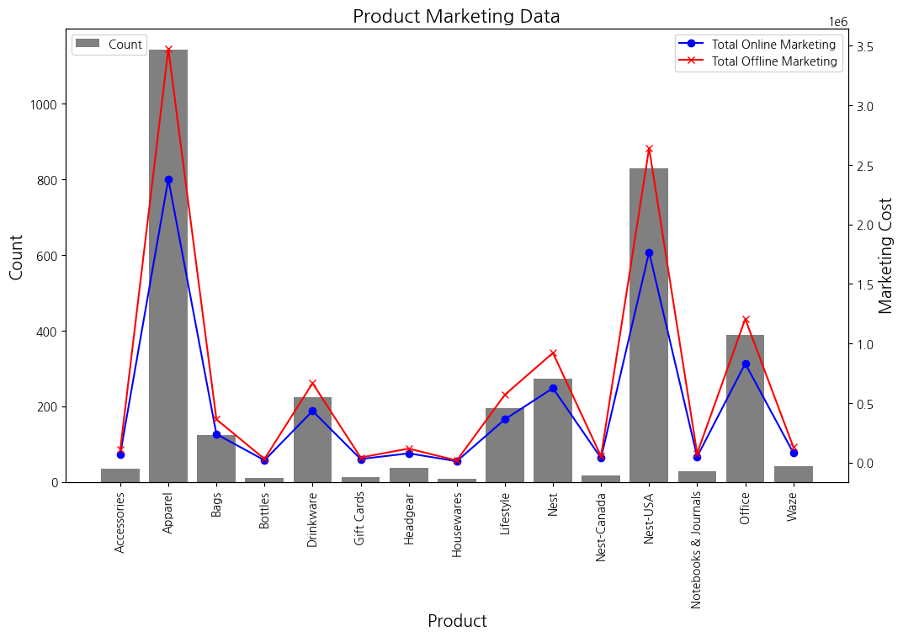 Product Marketing Data
1e6
Count
Total Online Marketing
Total Offline Marketing
Count
1000
800
600
400
200
0
3.5
3.0
2.5
2.0
1.5
1.0
0.5
0.0
Marketing Cost
Accessories
Apparel
Bags
Bottles
Drinkware
Gift Cards
Headgear
Housewares
Lifestyle
Nest
Nest-Canada
Nest-USA
Notebooks & Journals
Office
Waze
Product